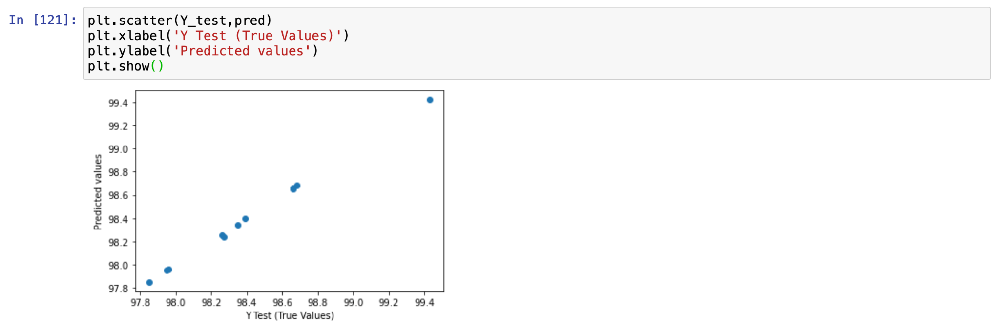 In [121]: plt.scatter(Y_test,pred)
plt.xlabel('Y Test (True Values)')
plt.ylabel('Predicted values')
plt.show()
99.4
99.2
99.0
98.8
98.6
98.4
98.2
98.0
97.8
Predicted values
97.8 98.0 98.2 98.4 98.6 98.8 99.0 99.2 99.4
Y Test (True Values)